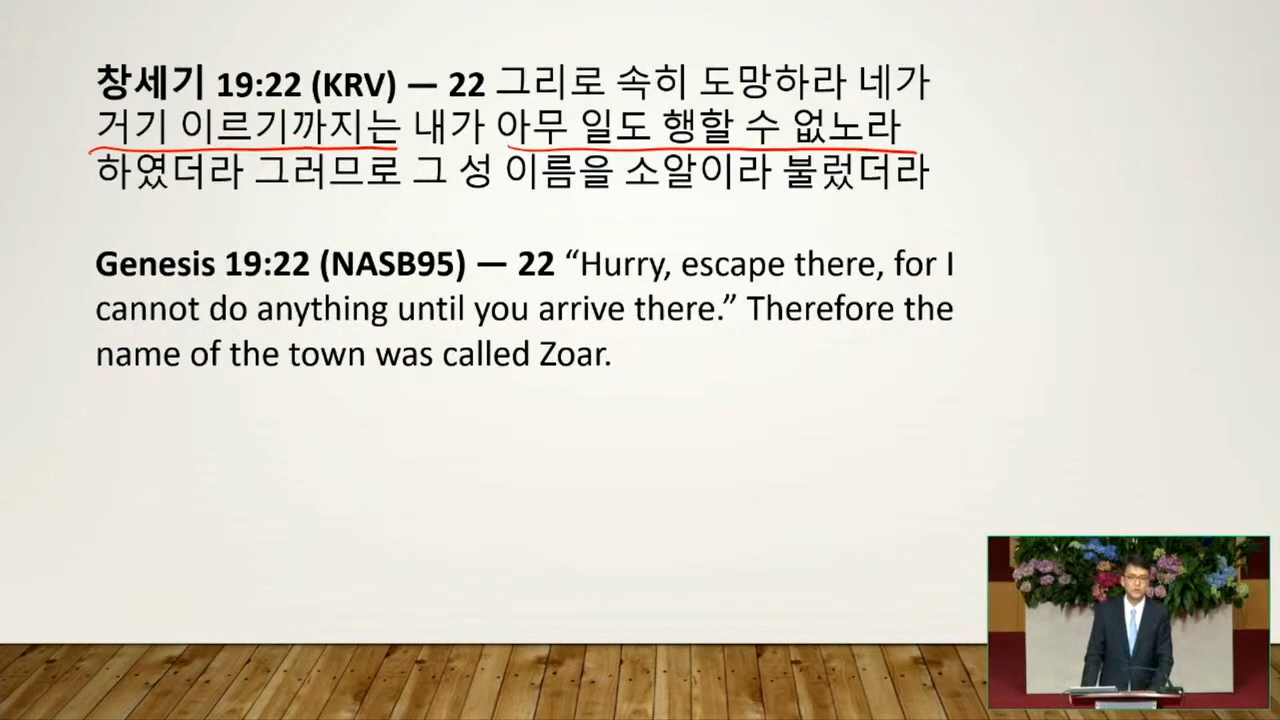 창세기 19:22 (KRV) — 22 그리로 속히 도망하라 네가
거기 이르기까지는 내가 아무 일도 행할 수 없노라
하였더라 그러므로 그 성 이름을 소알이라 불렀더라
Genesis 19:22 (NASB95) — 22 “Hurry, escape there, for I
cannot do anything until you arrive there.” Therefore the
name of the town was called Zoar.